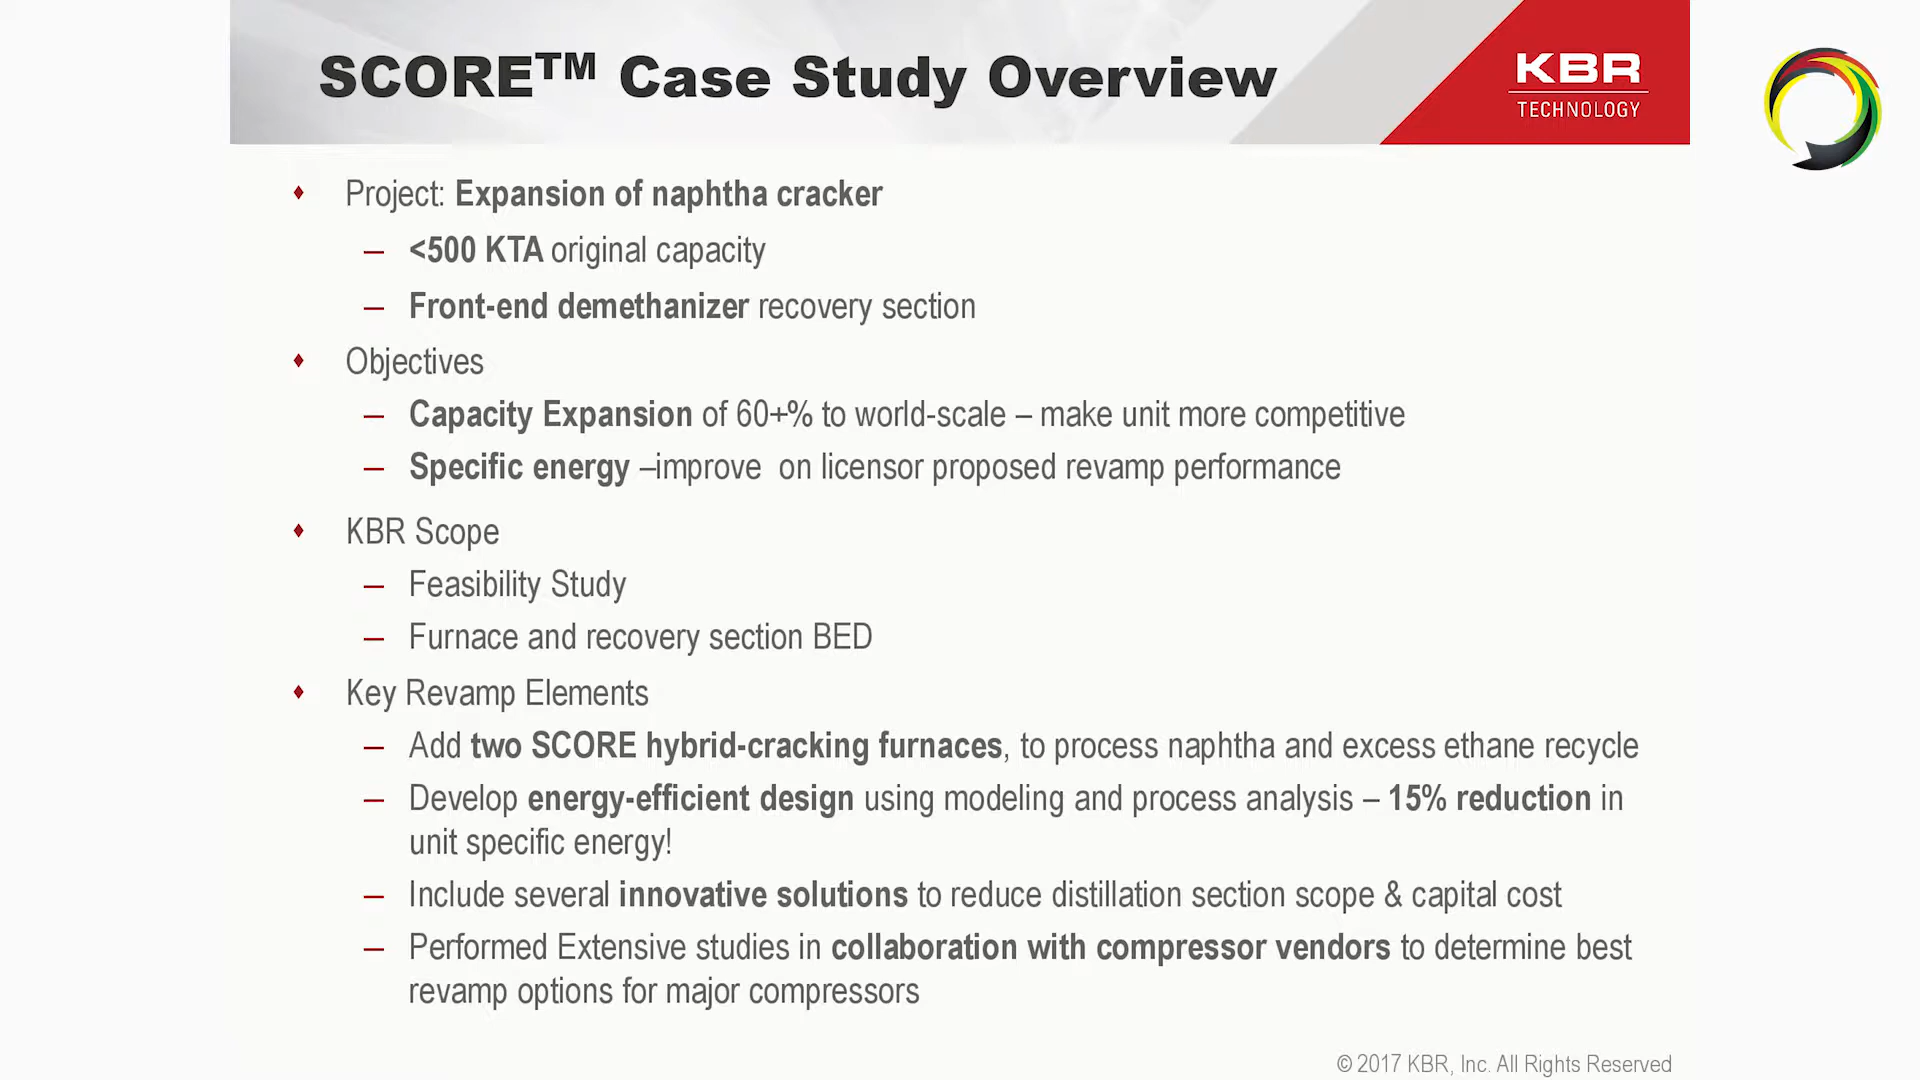 SCORE™ Case Study Overview
KBR
TECHNOLOGY
Project: Expansion of naphtha cracker
– <500 KTA original capacity
– Front-end demethanizer recovery section
Objectives
– Capacity Expansion of 60+% to world-scale – make unit more competitive
– Specific energy –improve  on licensor proposed revamp performance
KBR Scope
– Feasibility Study
– Furnace and recovery section BED
Key Revamp Elements
– Add two SCORE hybrid-cracking furnaces, to process naphtha and excess ethane recycle
– Develop energy-efficient design using modeling and process analysis – 15% reduction in
unit specific energy!
– Include several innovative solutions to reduce distillation section scope & capital cost
– Performed Extensive studies in collaboration with compressor vendors to determine best
revamp options for major compressors
© 2017 KBR, Inc. All Rights Reserved